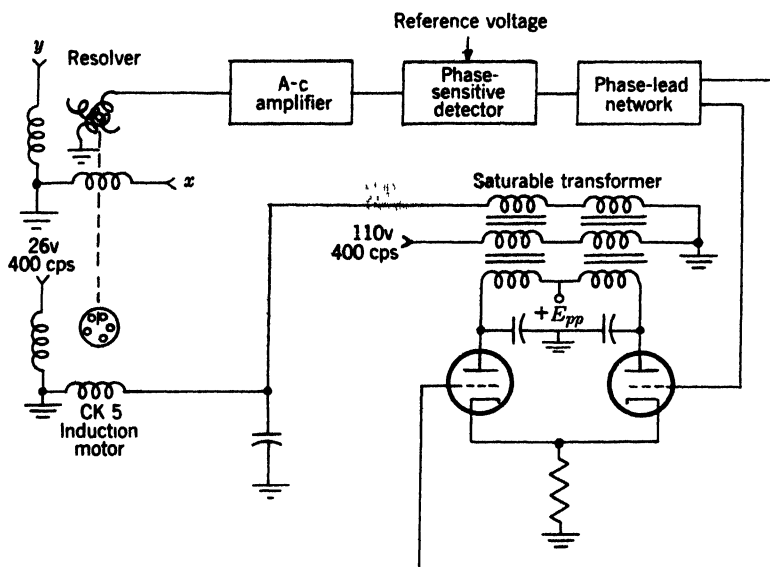 Reference voltage
y
Resolver
A-c
amplifier
Phase-
sensitive
detector
Phase-lead
network
x
Saturable transformer
26v
400 cps
110v
400 cps
+Epp
CK 5
Induction
motor